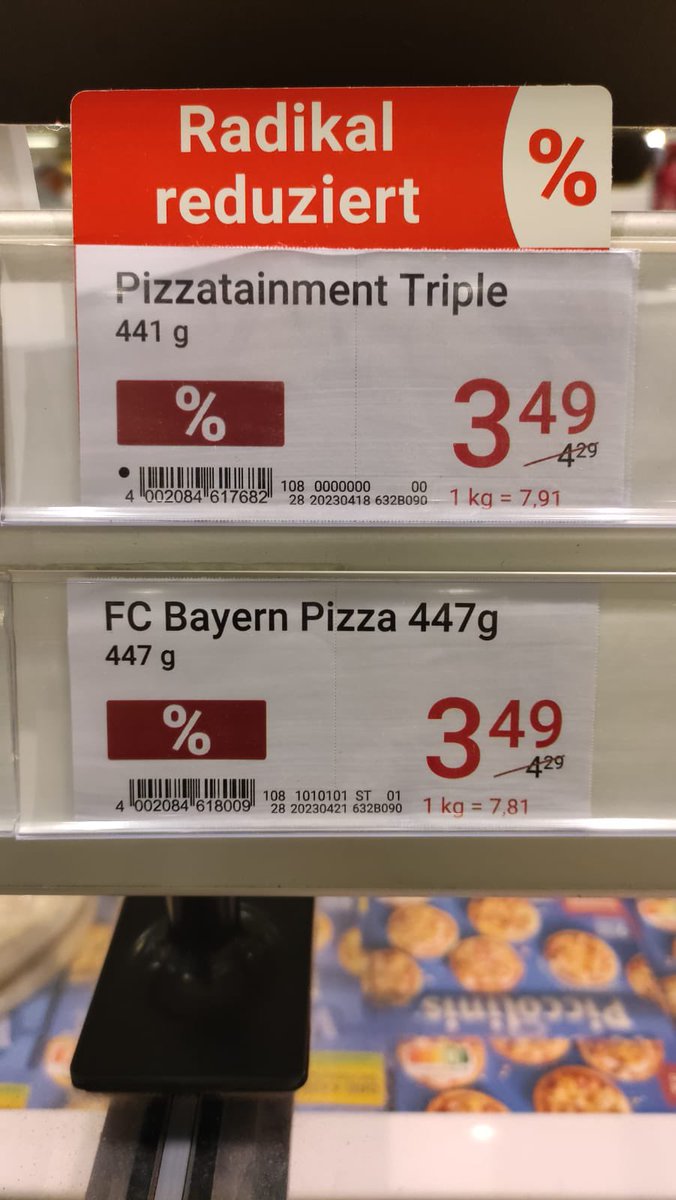 Radikal
reduziert
%
Pizzatainment Triple
441 g
%
3 49
4 29
4 002084 617682
108 0000000 00
28 20230418 632B090
1 kg = 7,91
FC Bayern Pizza 447g
447 g
%
3 49
4 29
4 002084 618009
108 1010101 ST 01
28 20230421 632B090
1 kg = 7,81
Piccolinis